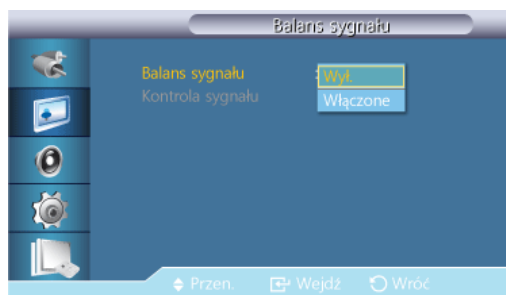 Balans sygnału
Balans sygnału : Wył.
Kontrola sygnału Włączone
Przen. Wejdź Wróć